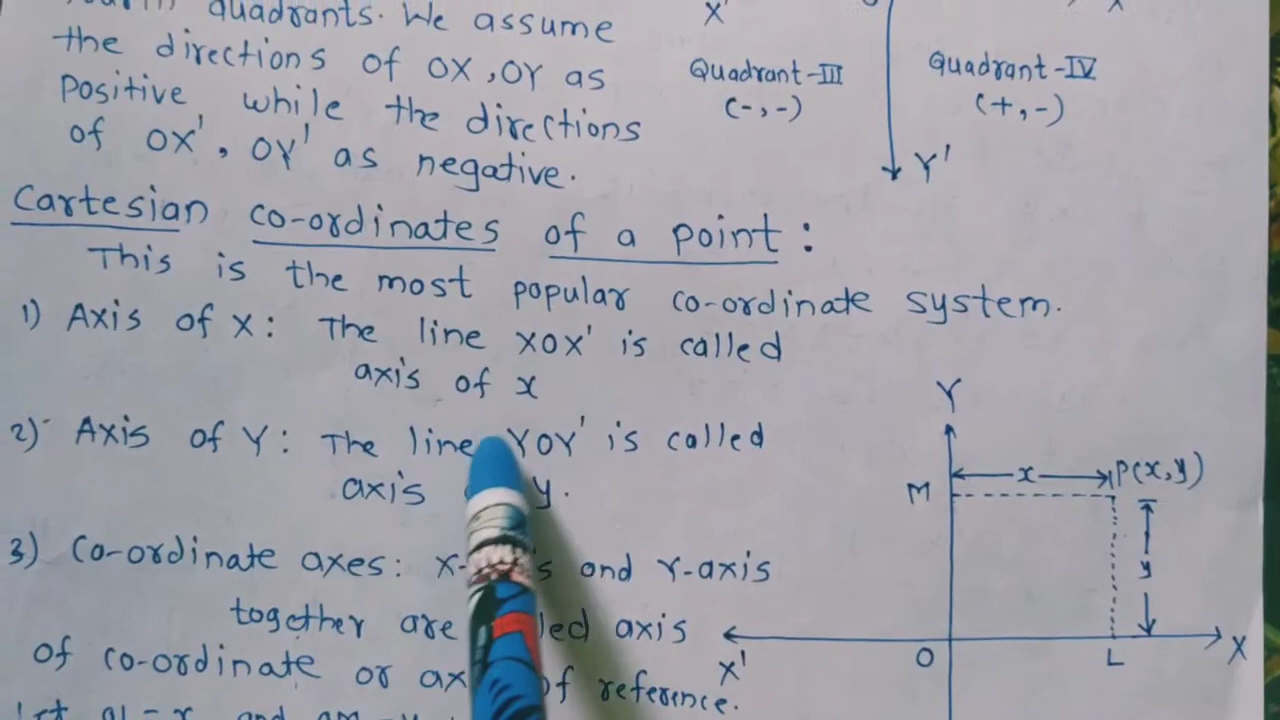 quadrants. We assume
the directions of OX, OY as
Positive while the directions
of OX', OY' as negative.
X'
Quadrant-III
(-,-)
Quadrant-IV
(+,-)
Y'
Cartesian co-ordinates of a point:
This is the most popular co-ordinate system.
1) Axis of X: The line XOX' is called
axis of x
2) Axis of Y: The line YOY' is called
axis y.
3) Co-ordinate axes: and Y-axis
together are axis
of co-ordinate or of reference.
Y
M
x
P(x,y)
y
X'
O
L
X